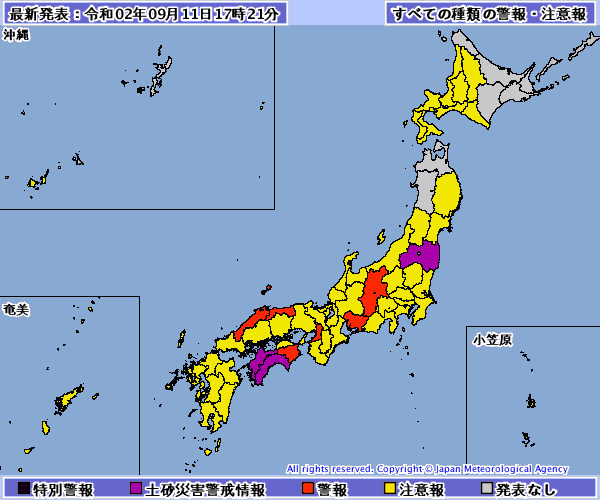 最新発表：令和02年09月11日17時21分
すべての種類の警報・注意報
沖縄
奄美
小笠原
All rights reserved. Copyright © Japan Meteorological Agency
特別警報 土砂災害警戒情報 警報 注意報 発表なし